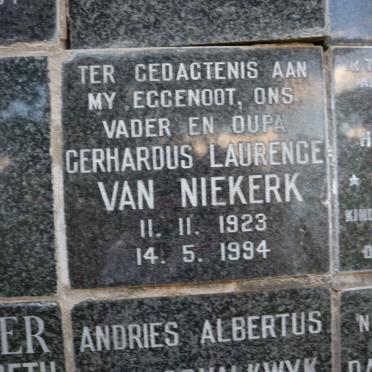 TER GEDAGTENIS AAN
MY EGGENOOT, ONS
VADER EN OUPA
GERHARDUS LAURENCE
VAN NIEKERK
11. 11. 1923
14. 5. 1994
ANDRIES ALBERTUS
KIND